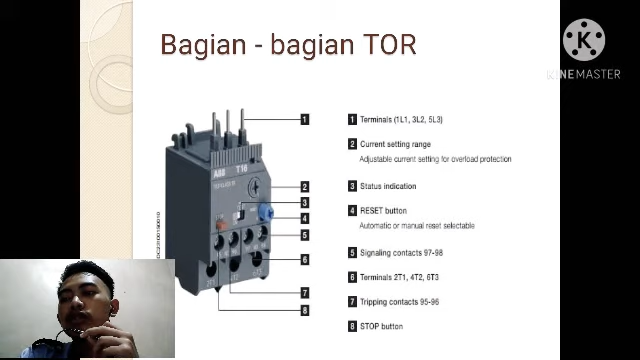 Bagian - bagian TOR
KINEMASTER
1 Terminals (1L1, 3L2, 5L3)
2 Current setting range
Adjustable current setting for overload protection
3 Status indication
4 RESET button
Automatic or manual reset selectable
5 Signaling contacts 97-98
6 Terminals 2T1, 4T2, 6T3
7 Tripping contacts 95-96
8 STOP button
ABB T16
1
2
3
4
5
6
7
8